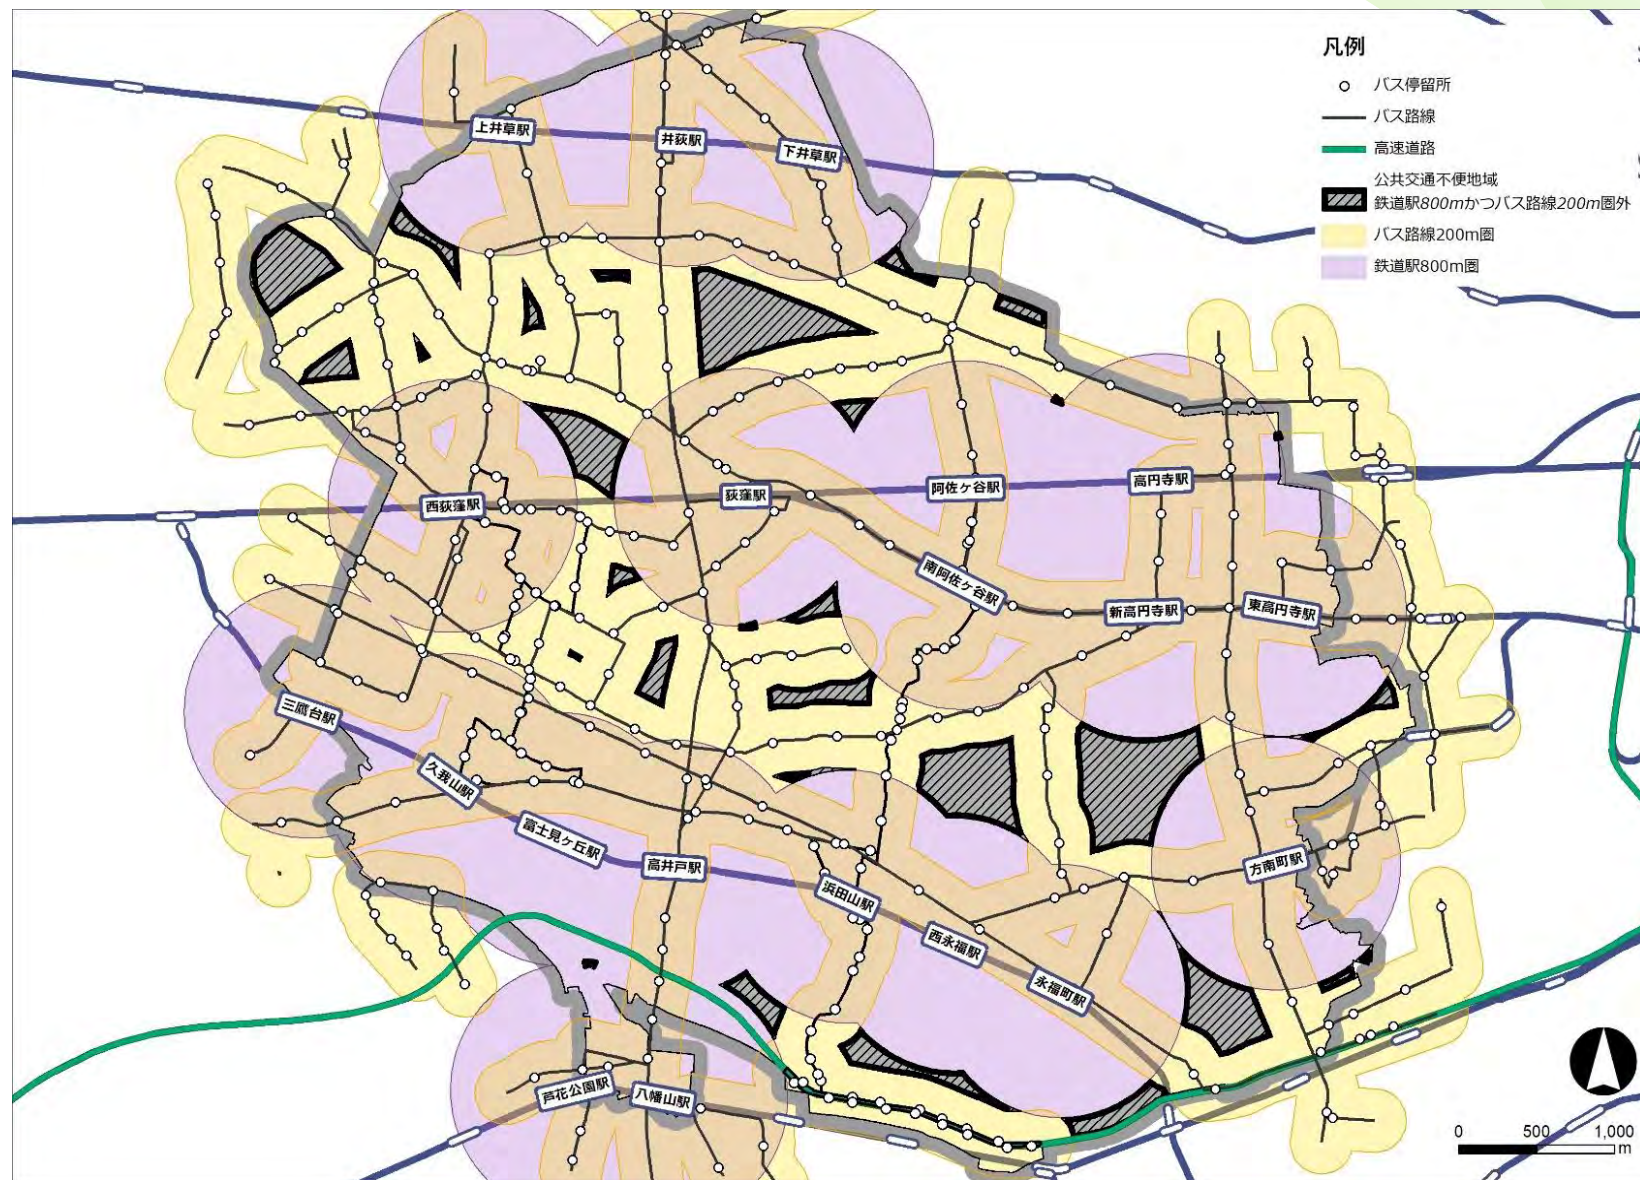 凡例
バス停留所
バス路線
高速道路
公共交通不便地域
鉄道駅800mかつバス路線200m圏外
バス路線200m圏
鉄道駅800m圏
上井草駅
井荻駅
下井草駅
西荻窪駅
荻窪駅
阿佐ヶ谷駅
高円寺駅
南阿佐ヶ谷駅
新高円寺駅
東高円寺駅
三鷹台駅
久我山駅
富士見ヶ丘駅
高井戸駅
浜田山駅
西永福駅
永福町駅
方南町駅
芦花公園駅
八幡山駅
0 500 1,000
m